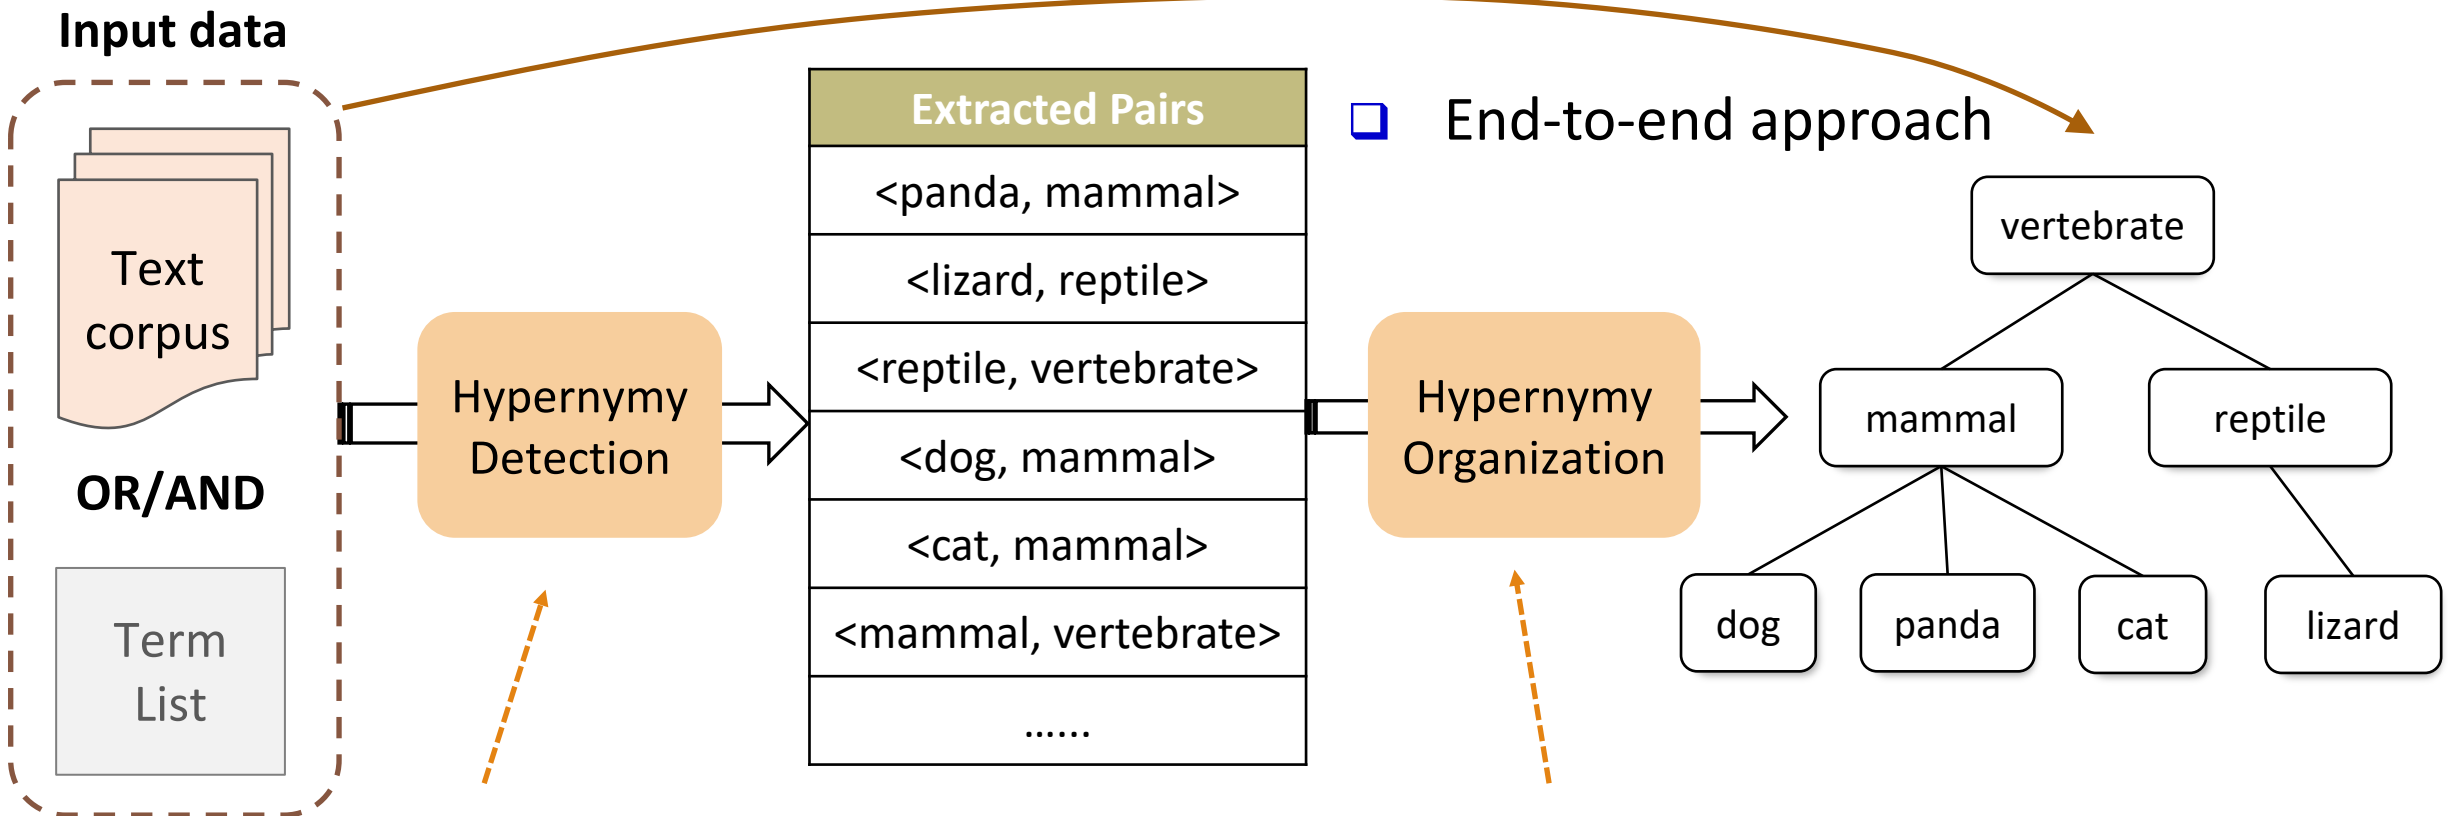 Input data
Text
corpus
OR/AND
Term
List
Hypernymy
Detection
Extracted Pairs
<panda, mammal>
<lizard, reptile>
<reptile, vertebrate>
<dog, mammal>
<cat, mammal>
<mammal, vertebrate>
......
End-to-end approach
Hypernymy
Organization
vertebrate
mammal
reptile
dog
panda
cat
lizard